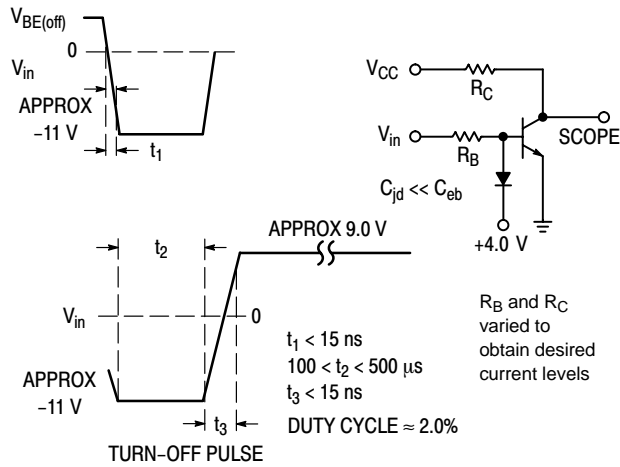 V_BE(off)
0
V_in
APPROX
−11 V
t_1
V_CC
R_C
V_in
R_B
SCOPE
C_jd << C_eb
+4.0 V
APPROX 9.0 V
t_2
V_in
0
APPROX
−11 V
t_3
TURN−OFF PULSE
t_1 < 15 ns
100 < t_2 < 500 μs
t_3 < 15 ns
DUTY CYCLE ≈ 2.0%
R_B and R_C
varied to
obtain desired
current levels